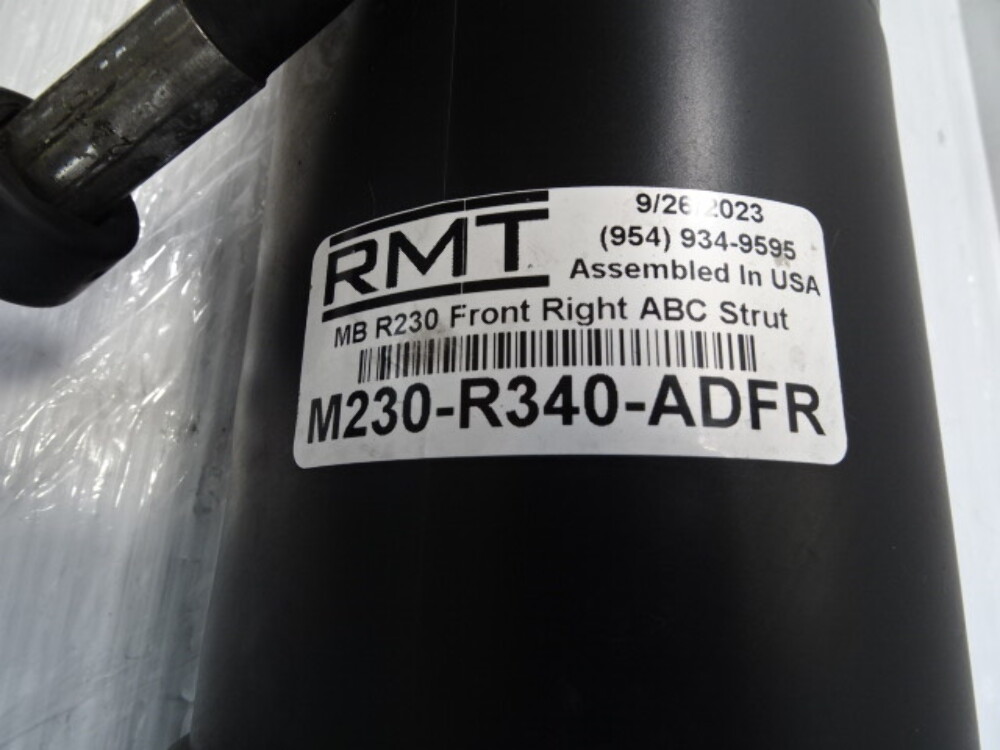 RMT
9/26/2023
(954) 934-9595
Assembled In USA
MB R230 Front Right ABC Strut
M230-R340-ADFR